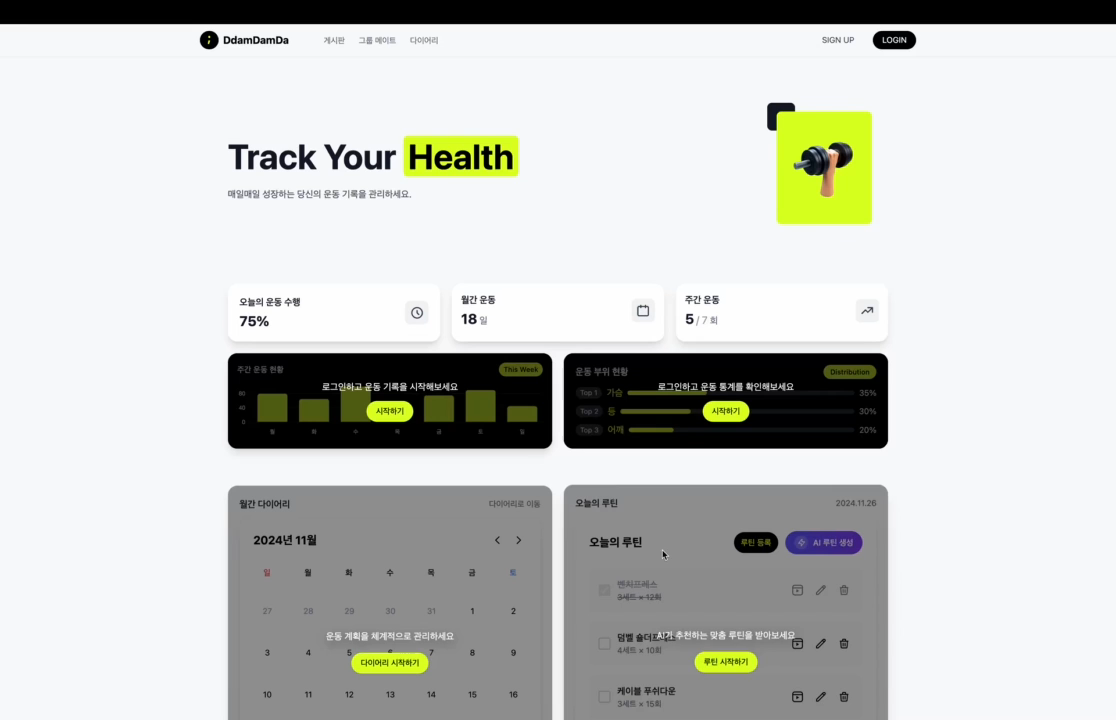 DdamDamDa 게시판 그룹 메이트 다이어리 SIGN UP LOGIN
Track Your Health
매일매일 성장하는 당신의 운동 기록을 관리하세요.
오늘의 운동 수행
75%
월간 운동
18 일
주간 운동
5 / 7 회
주간 운동 현황 This Week
로그인하고 운동 기록을 시작해보세요
시작하기
80
40
0
월 화 수 목 금 토 일
운동 부위 현황 Distribution
로그인하고 운동 통계를 확인해보세요
시작하기
Top 1 가슴 35%
Top 2 등 30%
Top 3 어깨 20%
월간 다이어리 다이어리로 이동
2024년 11월
일 월 화 수 목 금 토
27 28 29 30 31 1 2
운동 계획을 체계적으로 관리하세요
3 4 5 6 7 8 9
다이어리 시작하기
10 11 12 13 14 15 16
오늘의 루틴 2024.11.26
오늘의 루틴 루틴 등록 AI 루틴 생성
벤치프레스
3세트 x 12회
AI가 추천하는 맞춤 루틴을 받아보세요
덤벨 숄더프레스
4세트 x 10회
루틴 시작하기
케이블 푸쉬다운
3세트 x 15회